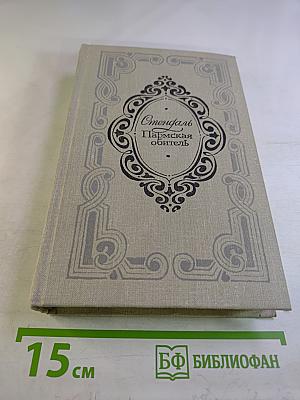 Стендаль
Пармская
обитель
15 см
БФ БИБЛИОФАН